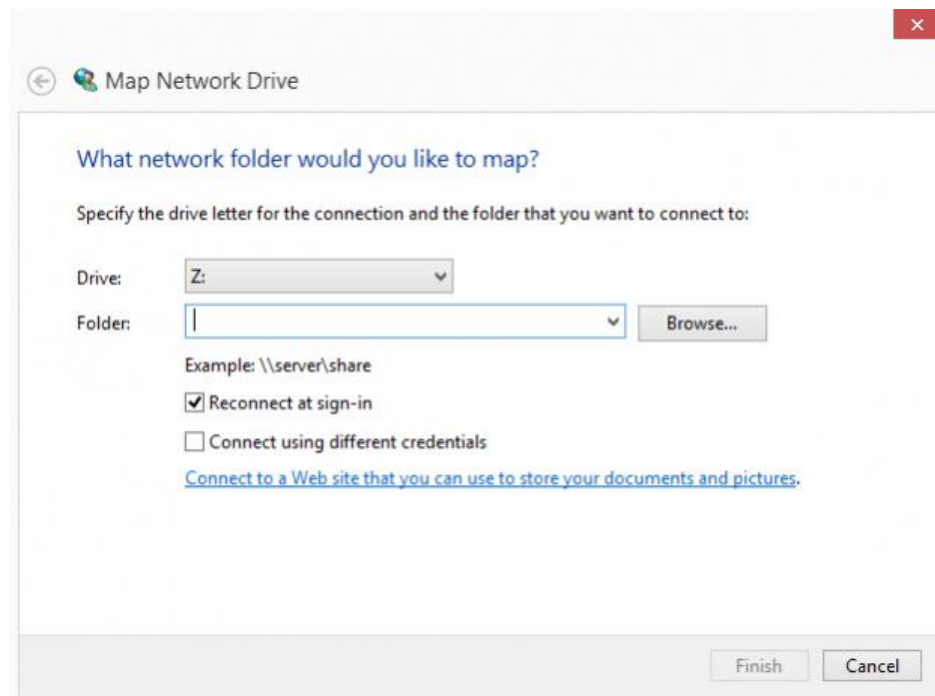 Map Network Drive
What network folder would you like to map?
Specify the drive letter for the connection and the folder that you want to connect to:
Drive: Z:
Folder: Browse...
Example: \\server\share
Reconnect at sign-in
Connect using different credentials
Connect to a Web site that you can use to store your documents and pictures.
Finish Cancel